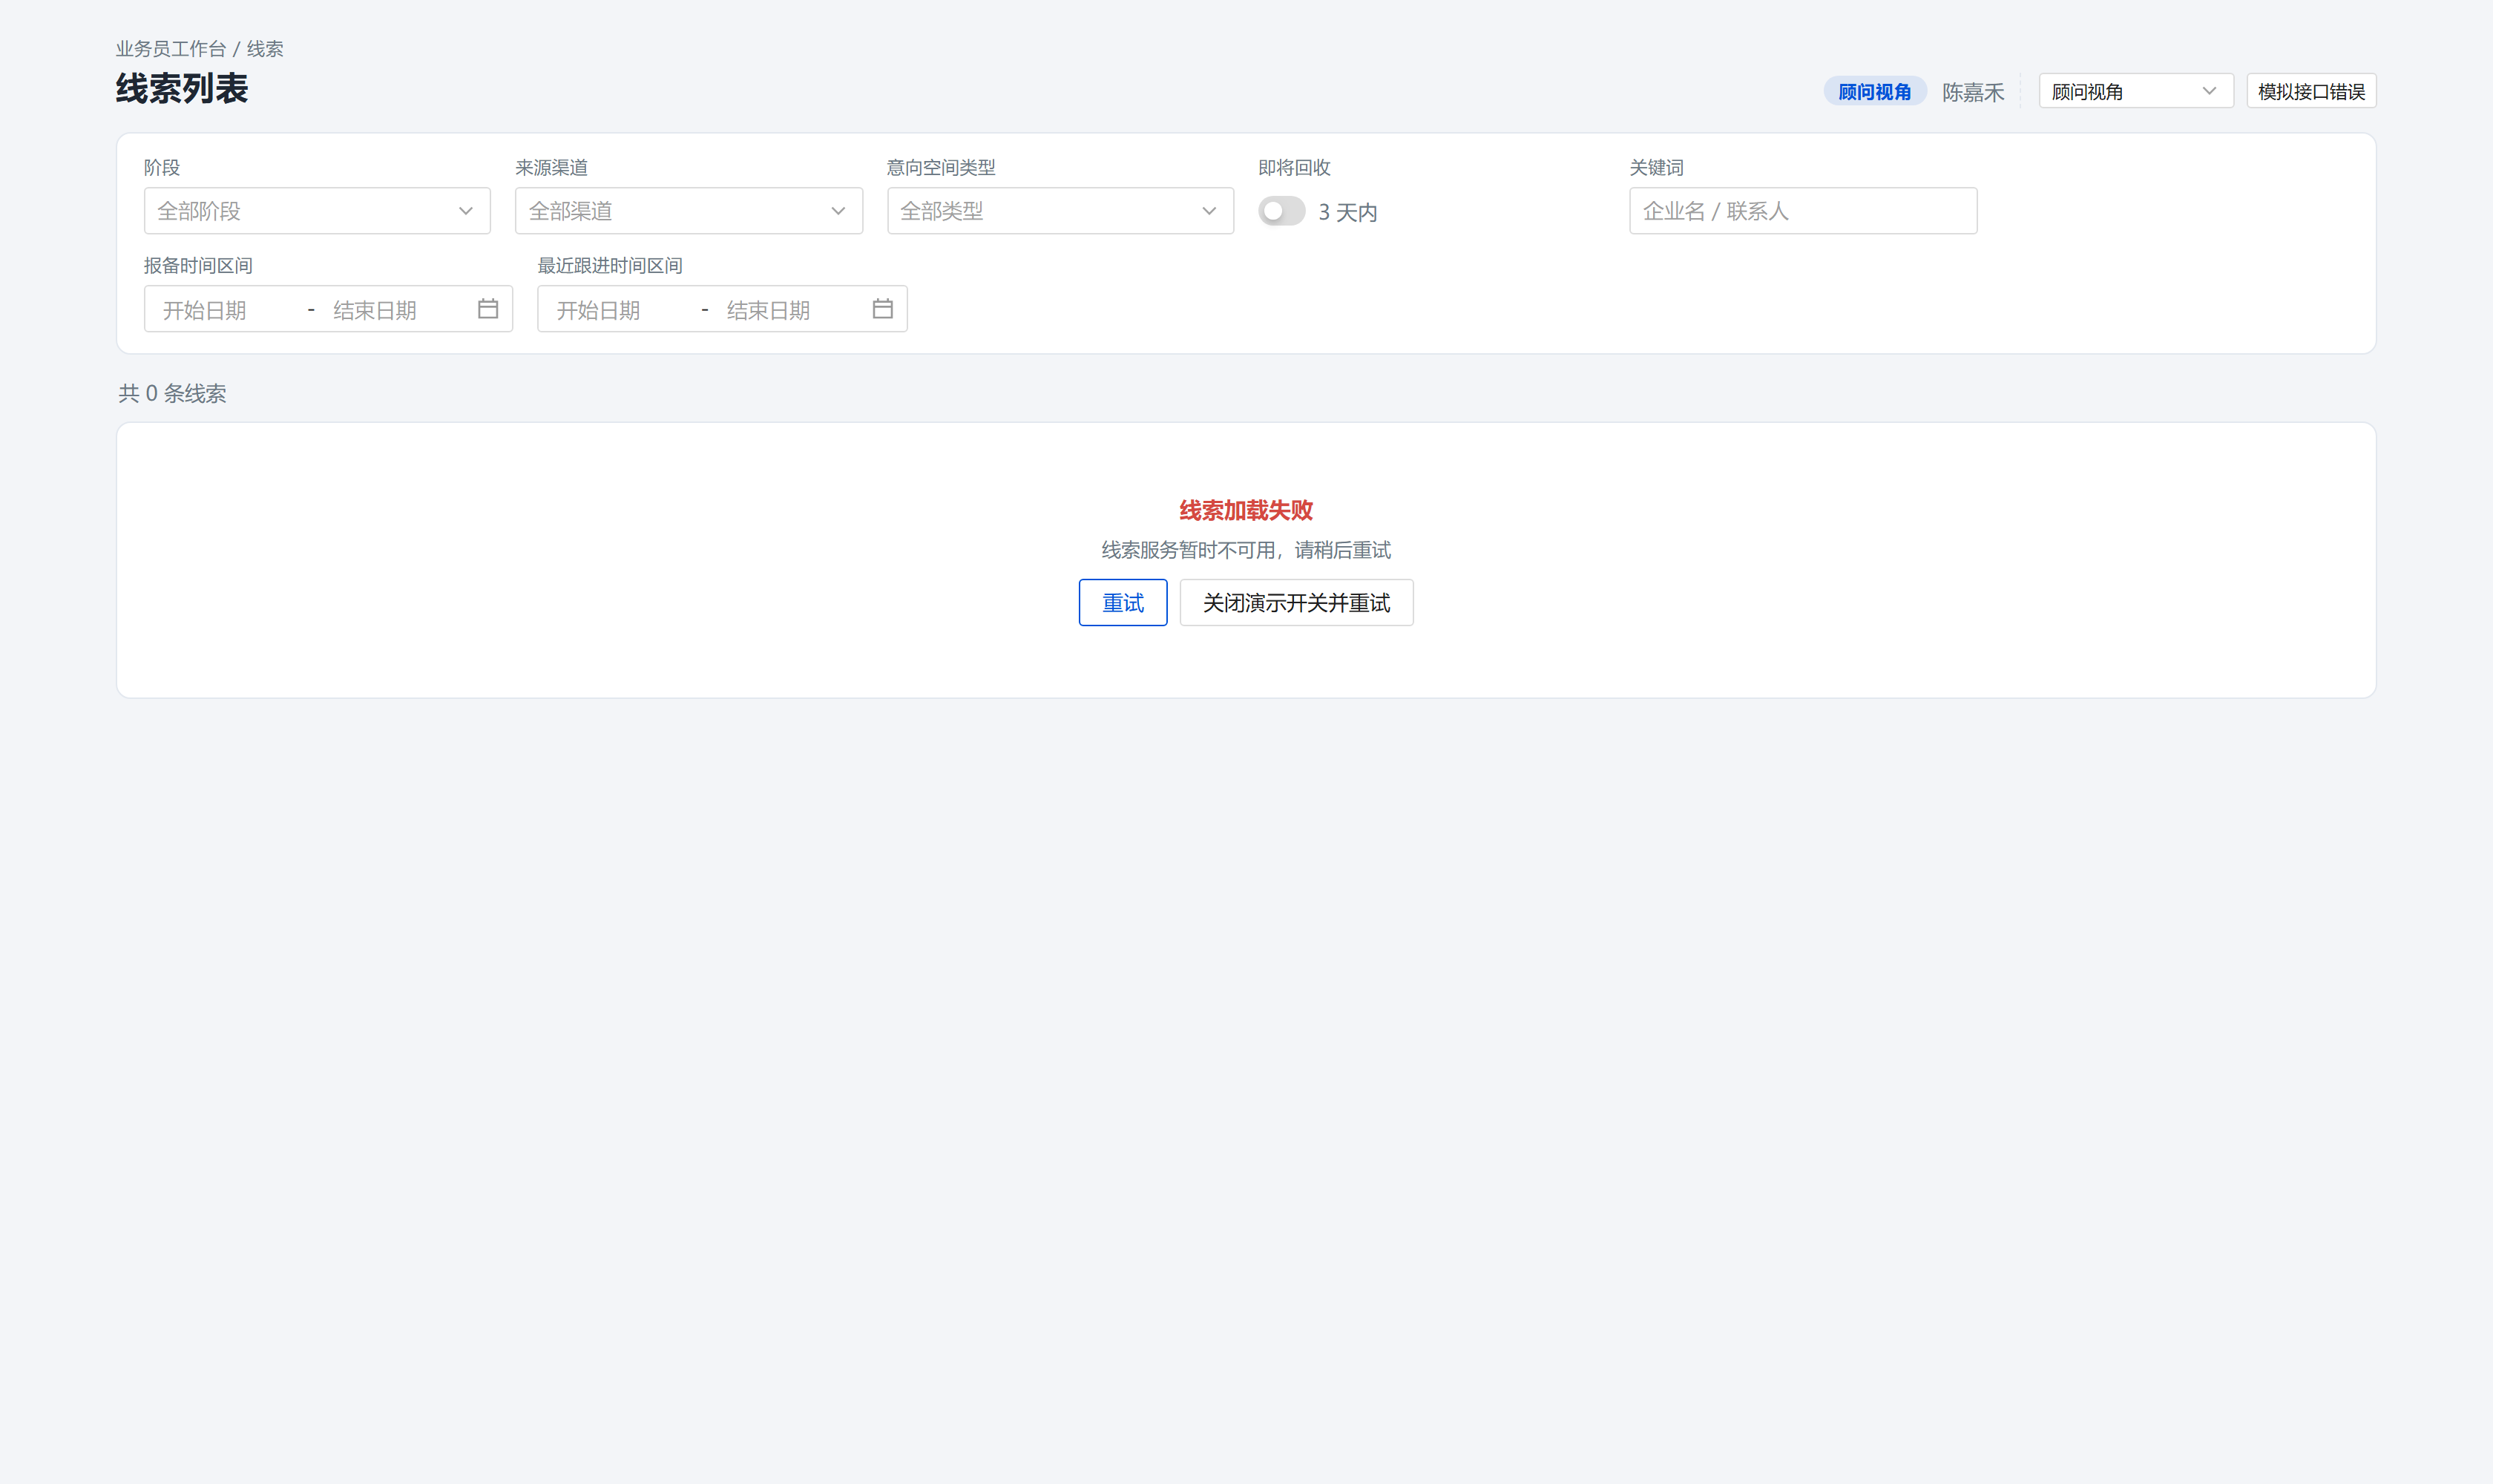 业务员工作台 / 线索
线索列表
顾问视角 陈嘉禾 顾问视角 模拟接口错误
阶段 来源渠道 意向空间类型 即将回收 关键词
全部阶段 全部渠道 全部类型 3 天内 企业名 / 联系人
报备时间区间 最近跟进时间区间
开始日期 - 结束日期 开始日期 - 结束日期
共 0 条线索
线索加载失败
线索服务暂时不可用，请稍后重试
重试 关闭演示开关并重试